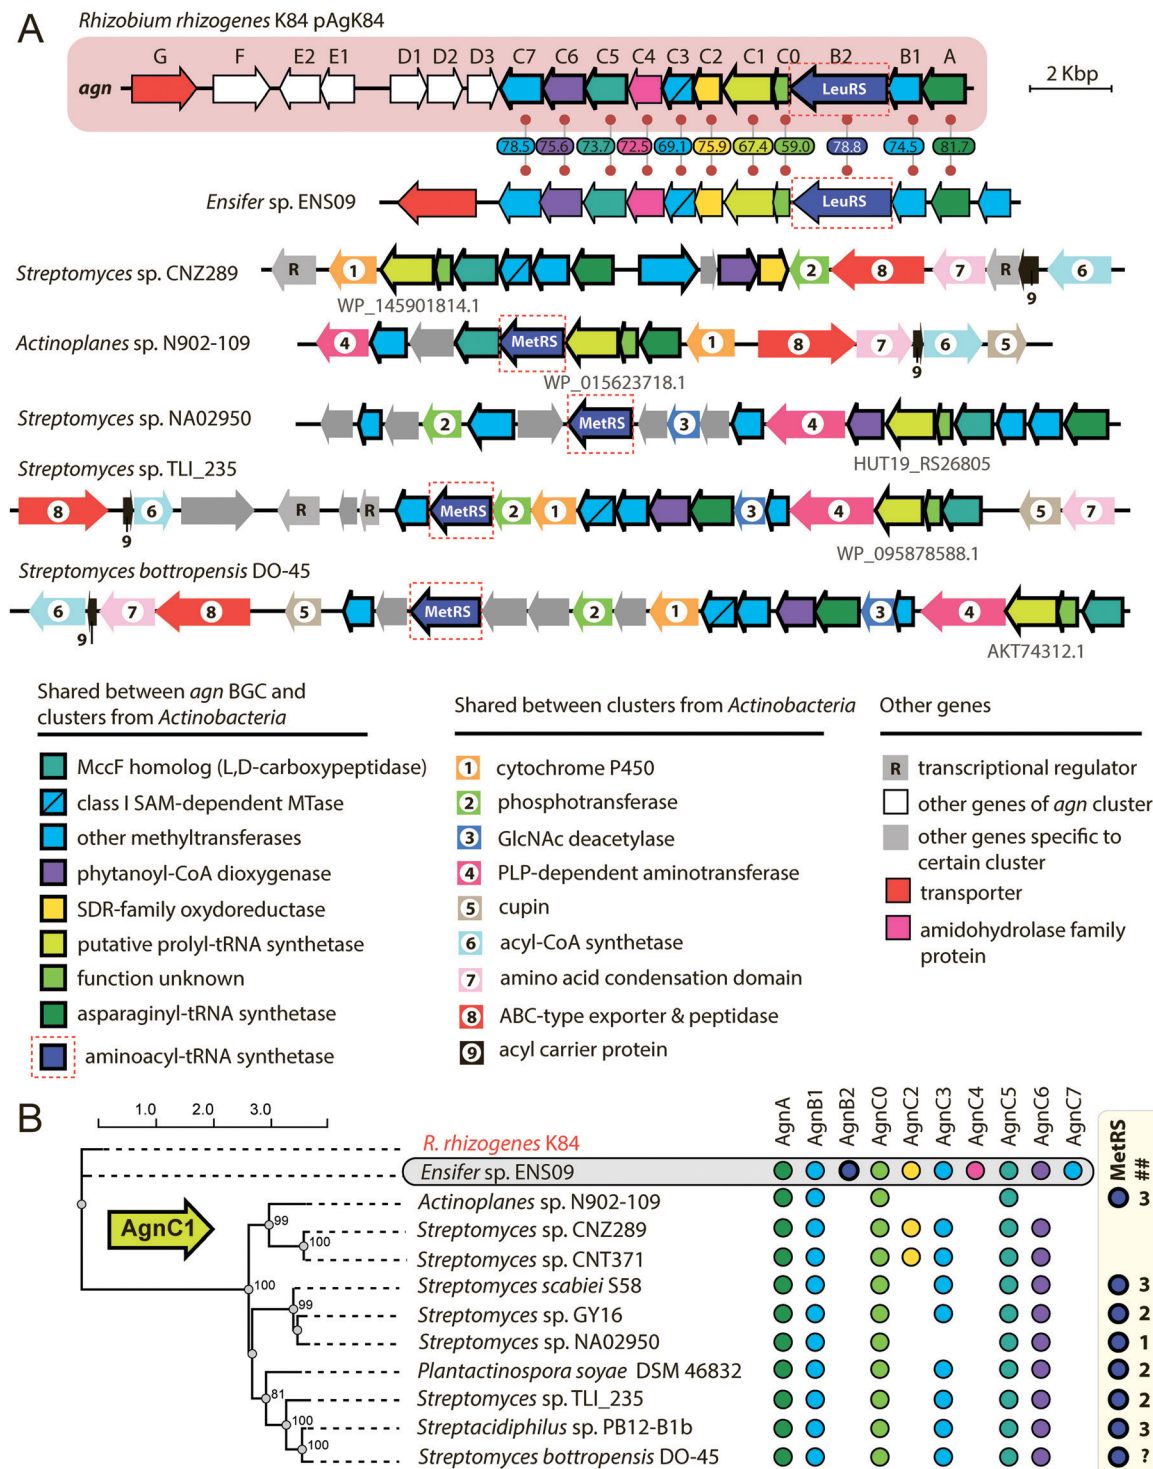 A
Rhizobium rhizogenes K84 pAgK84
G F E2 E1 D1 D2 D3 C7 C6 C5 C4 C3 C2 C1 C0 B2 B1 A
agn
LeuRS
2 Kbp
78.5 75.6 73.7 72.5 69.1 75.9 67.4 59.0 78.8 74.5 81.7
Ensifer sp. ENS09
LeuRS
Streptomyces sp. CNZ289
R 1 2 8 7 R 9 6
WP_145901814.1
Actinoplanes sp. N902-109
4 MetRS 1 8 7 9 6 5
WP_015623718.1
Streptomyces sp. NA02950
2 MetRS 3 4
HUT19_RS26805
Streptomyces sp. TLI_235
8 9 6 R R MetRS 2 1 3 4 5 7
WP_095878588.1
Streptomyces bottropensis DO-45
6 9 7 8 5 MetRS 2 1 3 4
AKT74312.1
Shared between agn BGC and
clusters from Actinobacteria
MccF homolog (L,D-carboxypeptidase)
class I SAM-dependent MTase
other methyltransferases
phytanoyl-CoA dioxygenase
SDR-family oxydoreductase
putative prolyl-tRNA synthetase
function unknown
asparaginyl-tRNA synthetase
aminoacyl-tRNA synthetase
Shared between clusters from Actinobacteria
1 cytochrome P450
2 phosphotransferase
3 GlcNAc deacetylase
4 PLP-dependent aminotransferase
5 cupin
6 acyl-CoA synthetase
7 amino acid condensation domain
8 ABC-type exporter & peptidase
9 acyl carrier protein
Other genes
R transcriptional regulator
other genes of agn cluster
other genes specific to
certain cluster
transporter
amidohydrolase family
protein
B
1.0 2.0 3.0
AgnA AgnB1 AgnB2 AgnC0 AgnC2 AgnC3 AgnC4 AgnC5 AgnC6 AgnC7 MetRS ##
R. rhizogenes K84
Ensifer sp. ENS09
Actinoplanes sp. N902-109 3
AgnC1
99
Streptomyces sp. CNZ289
100
Streptomyces sp. CNT371
100
Streptomyces scabiei S58 3
99
Streptomyces sp. GY16 2
Streptomyces sp. NA02950 1
Plantactinospora soyae DSM 46832 2
81
Streptomyces sp. TLI_235 2
100
Streptacidiphilus sp. PB12-B1b 3
100
Streptomyces bottropensis DO-45 ?